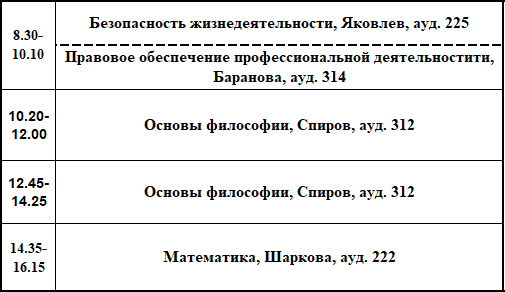 8.30-
10.10
Безопасность жизнедеятельности, Яковлев, ауд. 225
Правовое обеспечение профессиональной деятельноститити,
Баранова, ауд. 314
10.20-
12.00
Основы философии, Спиров, ауд. 312
12.45-
14.25
Основы философии, Спиров, ауд. 312
14.35-
16.15
Математика, Шаркова, ауд. 222